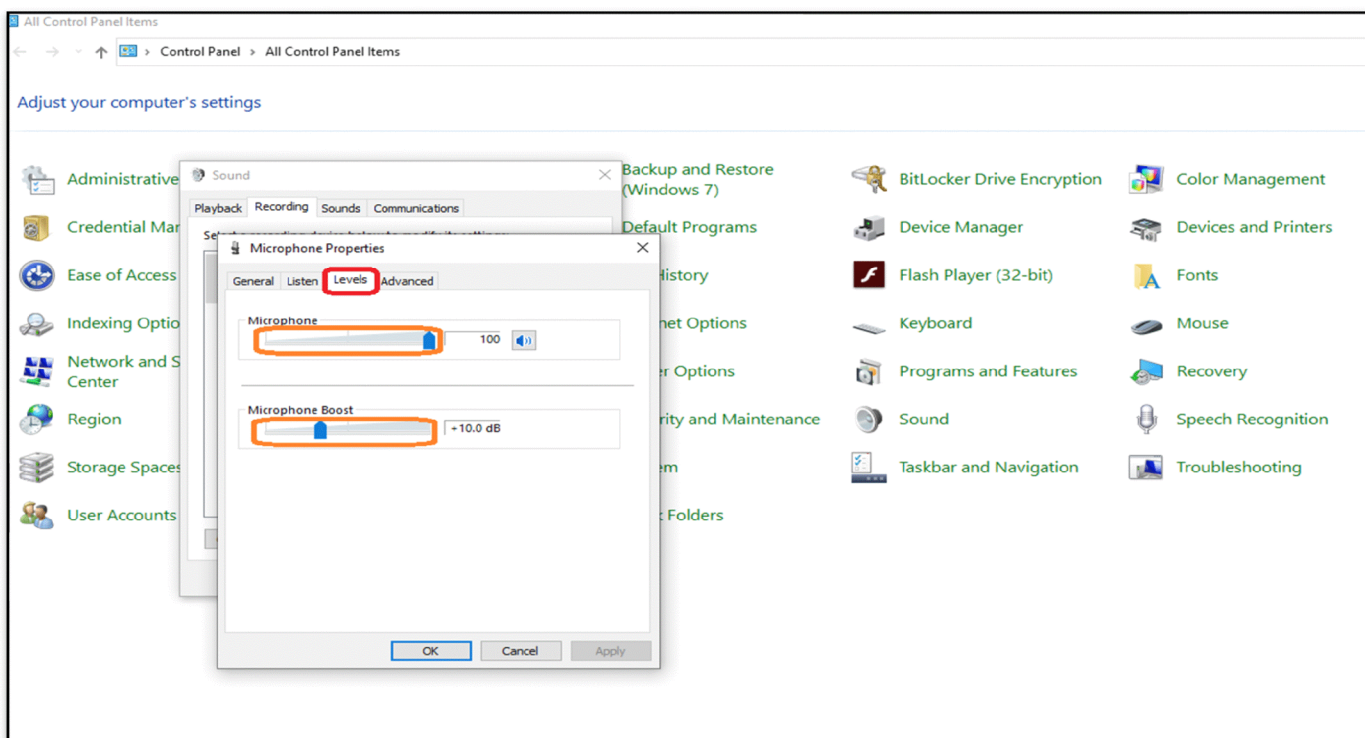 All Control Panel Items
Control Panel > All Control Panel Items
Adjust your computer's settings
Administrative
Credential Mar
Ease of Access
Indexing Optio
Network and S
Center
Region
Storage Spaces
User Accounts
Sound
Playback Recording Sounds Communications
Microphone Properties
General Listen Levels Advanced
Microphone
100
Microphone Boost
+10.0 dB
OK Cancel Apply
Backup and Restore
(Windows 7)
Default Programs
History
net Options
r Options
rity and Maintenance
em
Folders
BitLocker Drive Encryption
Device Manager
Flash Player (32-bit)
Keyboard
Programs and Features
Sound
Taskbar and Navigation
Color Management
Devices and Printers
Fonts
Mouse
Recovery
Speech Recognition
Troubleshooting